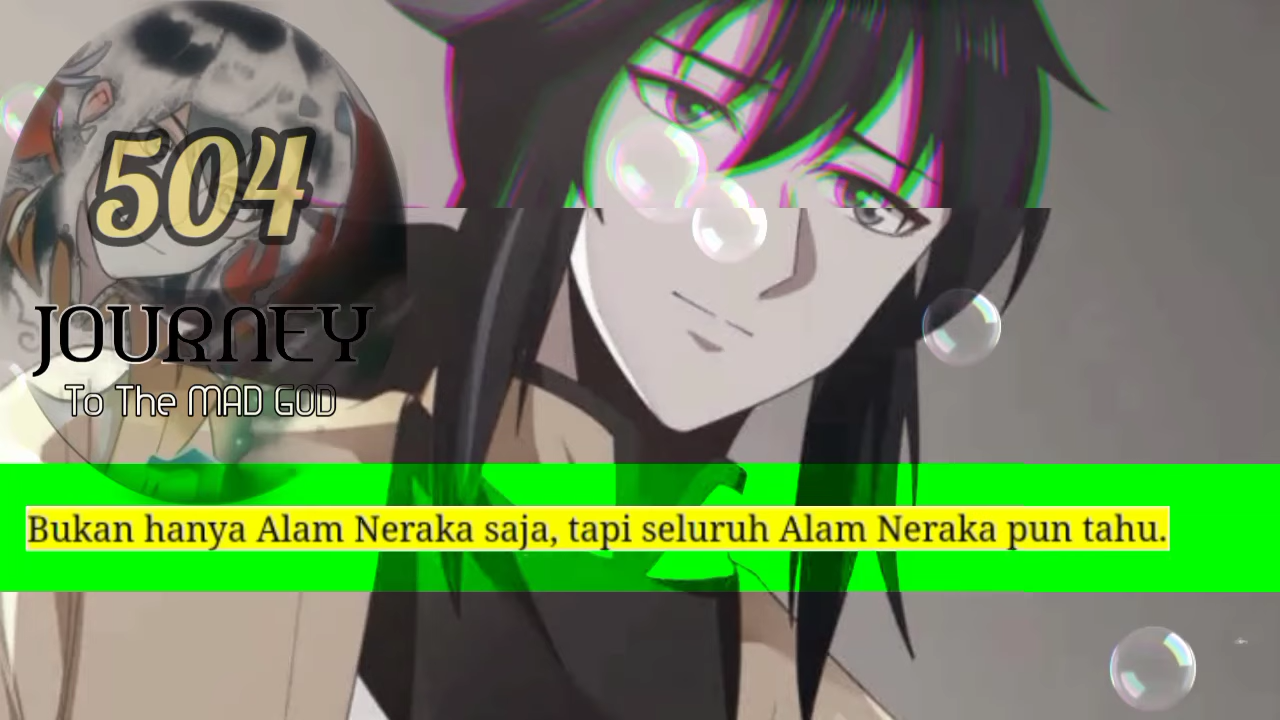 504
JOURNEY
To The MAD GOD
Bukan hanya Alam Neraka saja, tapi seluruh Alam Neraka pun tahu.